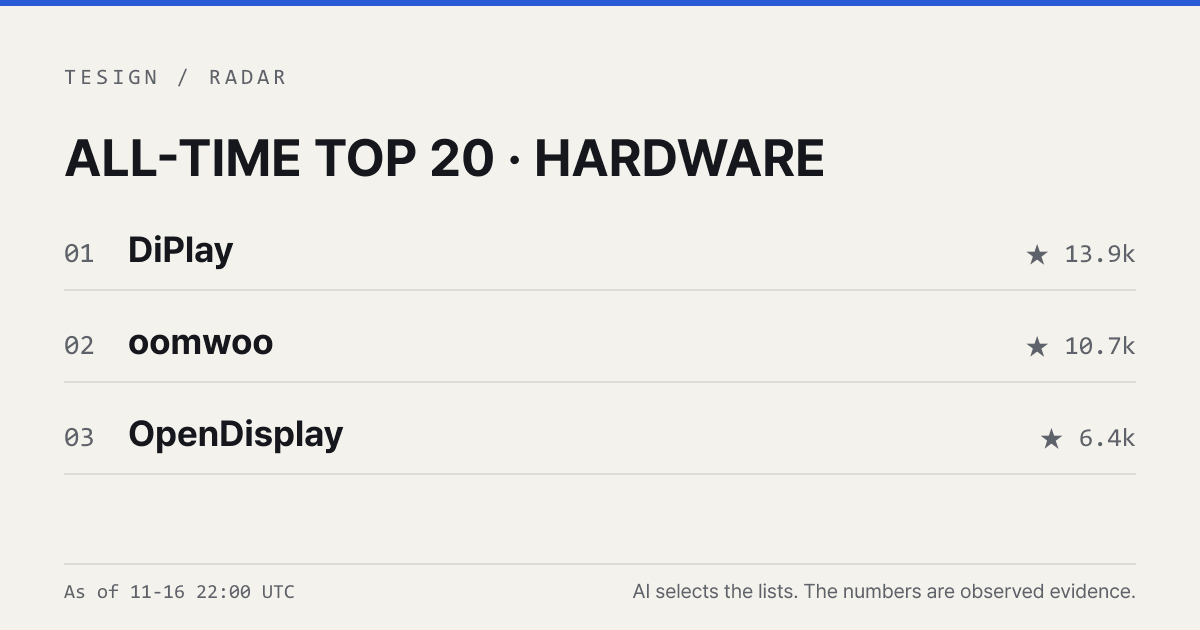 TESIGN / RADAR
ALL-TIME TOP 20 · HARDWARE
01 DiPlay ★ 13.9k
02 oomwoo ★ 10.7k
03 OpenDisplay ★ 6.4k
As of 11-16 22:00 UTC
AI selects the lists. The numbers are observed evidence.